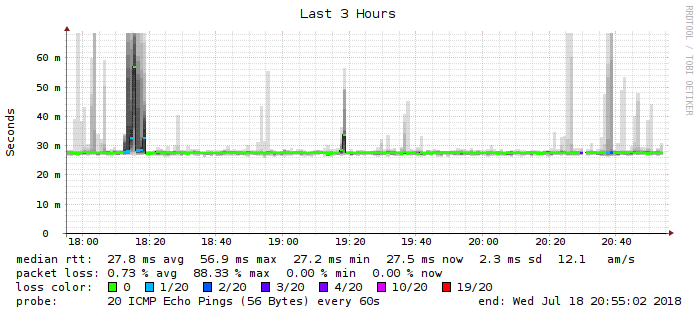 Last 3 Hours
RRDTOOL / TOBI OETIKER
Seconds
60 m
50 m
40 m
30 m
20 m
10 m
0
18:00 18:20 18:40 19:00 19:20 19:40 20:00 20:20 20:40
median rtt: 27.8 ms avg 56.9 ms max 27.2 ms min 27.5 ms now 2.3 ms sd 12.1 am/s
packet loss: 0.73 % avg 88.33 % max 0.00 % min 0.00 % now
loss color: 0 1/20 2/20 3/20 4/20 10/20 19/20
probe: 20 ICMP Echo Pings (56 Bytes) every 60s end: Wed Jul 18 20:55:02 2018